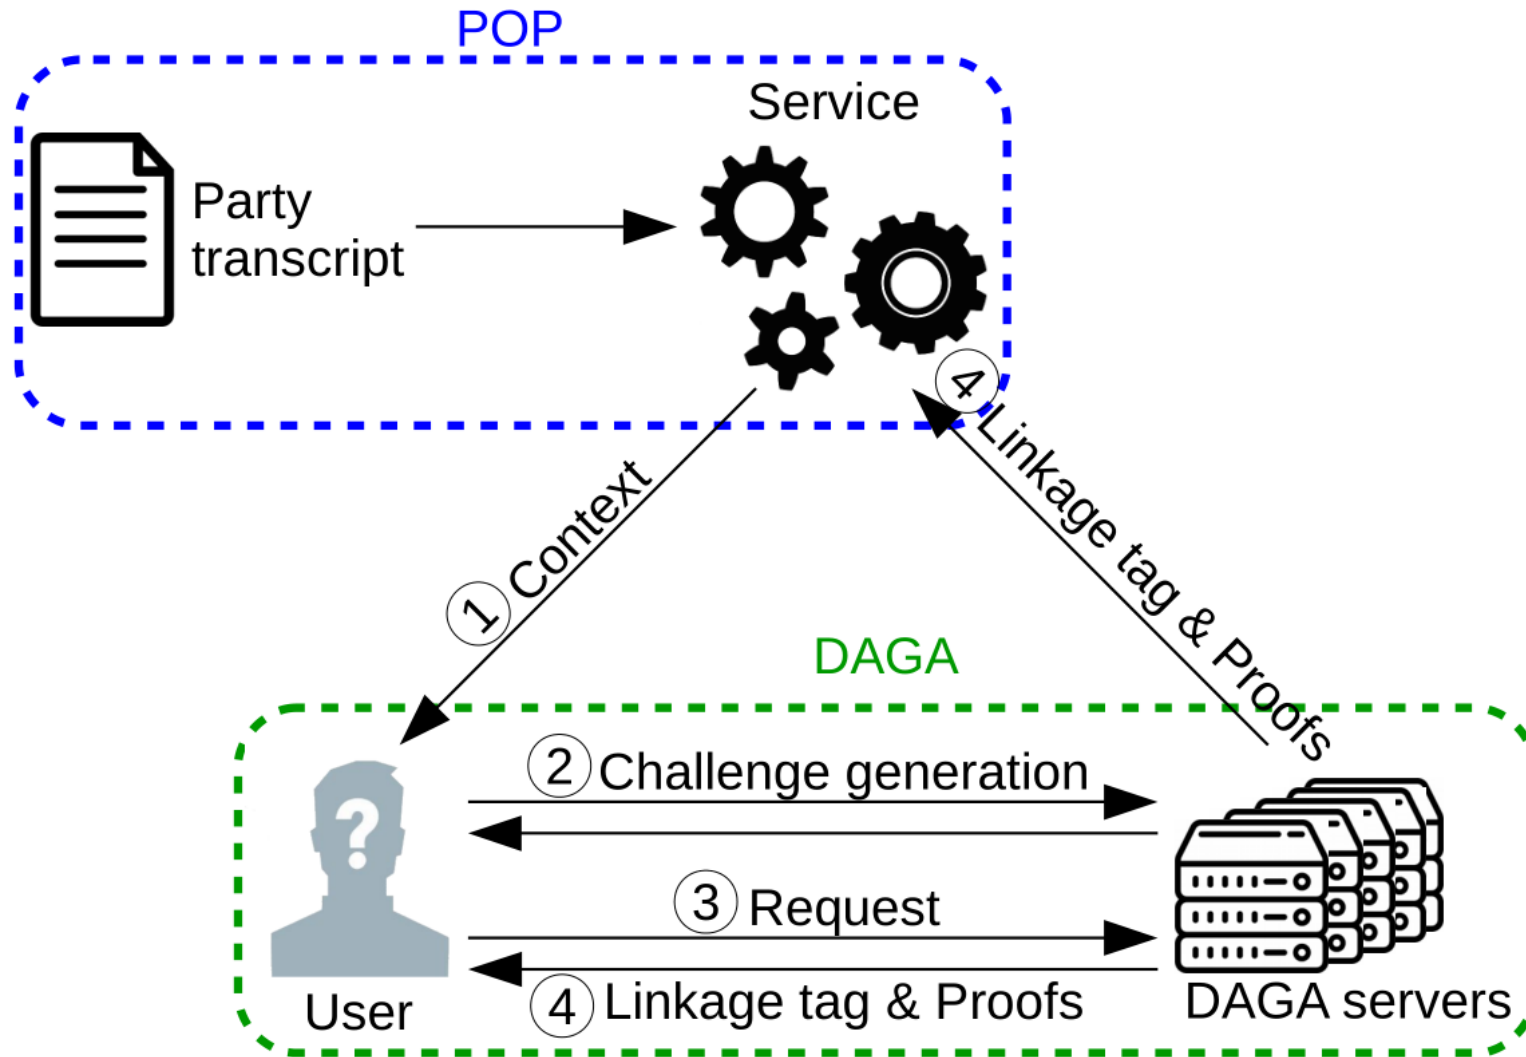 POP
Service
Party
transcript
4 Linkage tag & Proofs
1 Context
DAGA
?
2 Challenge generation
3 Request
4 Linkage tag & Proofs
User
DAGA servers